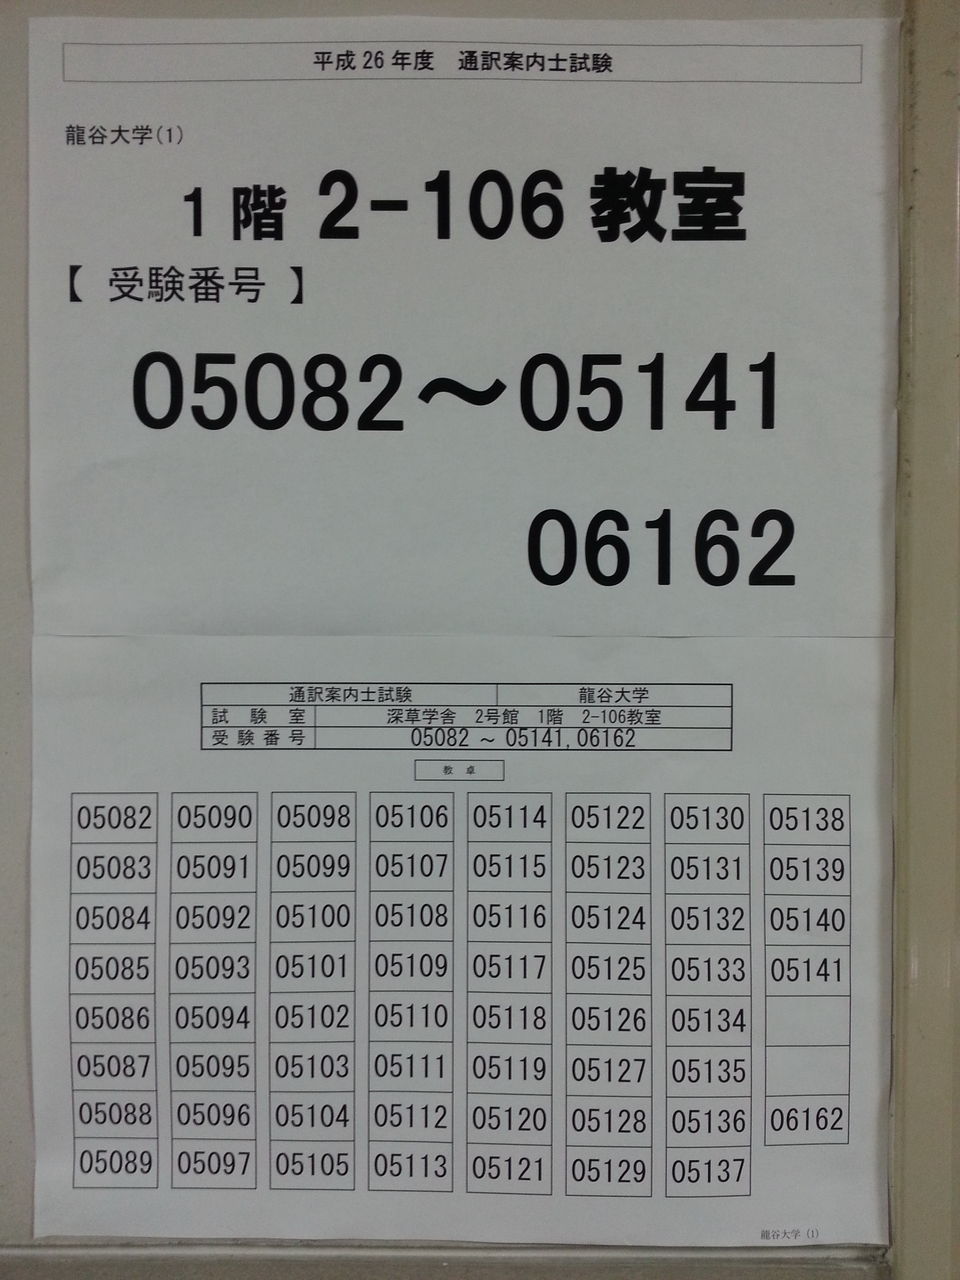 平成26年度　通訳案内士試験
龍谷大学(1)
1階 2-106教室
【 受験番号 】
05082～05141
06162
通訳案内士試験 龍谷大学
試験室 深草学舎　2号館　1階　2-106教室
受験番号 05082 ～ 05141,06162
教卓
05082 05090 05098 05106 05114 05122 05130 05138
05083 05091 05099 05107 05115 05123 05131 05139
05084 05092 05100 05108 05116 05124 05132 05140
05085 05093 05101 05109 05117 05125 05133 05141
05086 05094 05102 05110 05118 05126 05134
05087 05095 05103 05111 05119 05127 05135
05088 05096 05104 05112 05120 05128 05136 06162
05089 05097 05105 05113 05121 05129 05137
龍谷大学 (1)